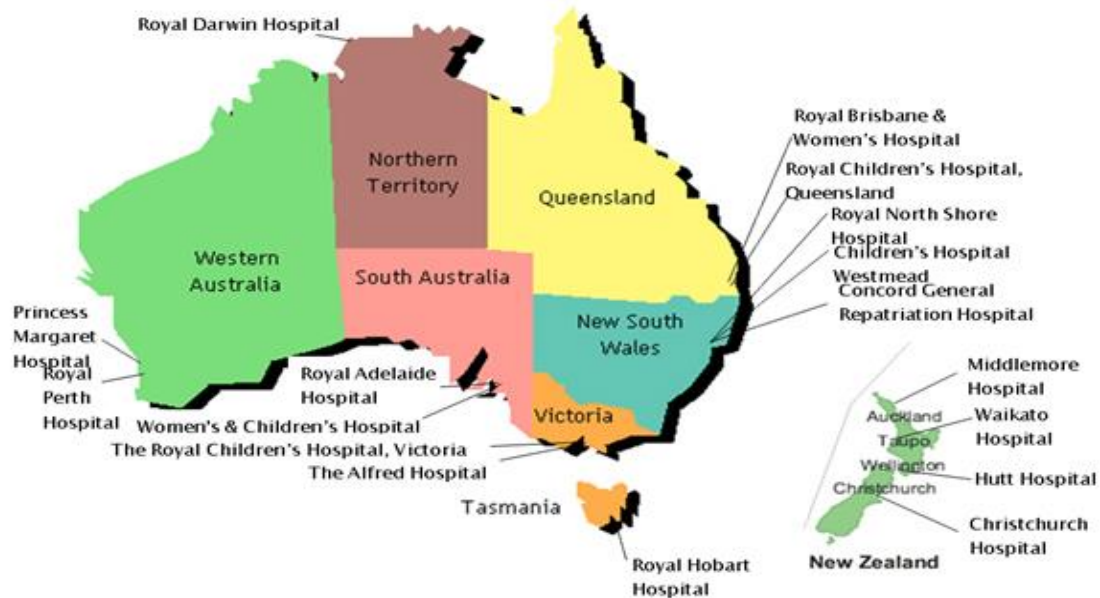 Royal Darwin Hospital
Northern
Territory
Queensland
Western
Australia
South Australia
New South
Wales
Victoria
Tasmania
Royal Brisbane &
Women's Hospital
Royal Children's Hospital,
Queensland
Royal North Shore
Hospital
Children's Hospital
Westmead
Concord General
Repatriation Hospital
Princess
Margaret
Hospital
Royal
Perth
Hospital
Royal Adelaide
Hospital
Women's & Children's Hospital
The Royal Children's Hospital, Victoria
The Alfred Hospital
Royal Hobart
Hospital
Middlemore
Hospital
Auckland
Waikato
Hospital
Taupo
Wellington
Hutt Hospital
Christchurch
Christchurch
Hospital
New Zealand